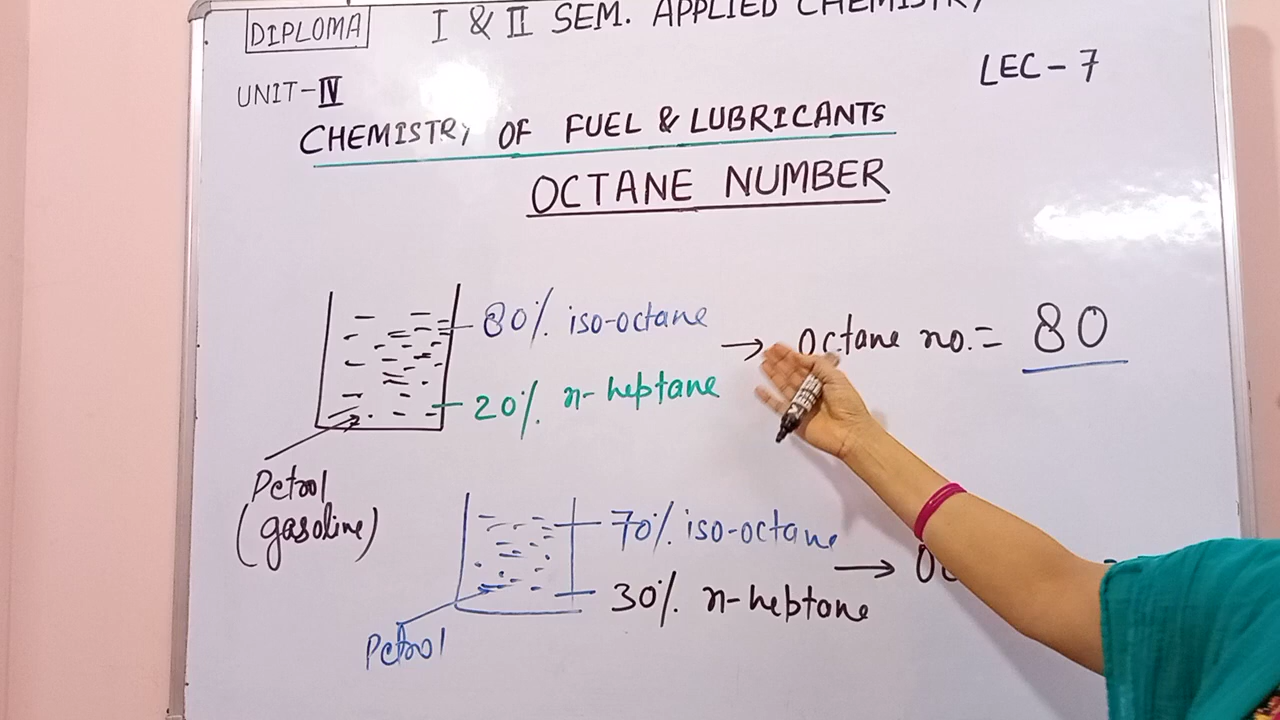 DIPLOMA I & II SEM. APPLIED CHEMISTRY
LEC-7
UNIT-IV
CHEMISTRY OF FUEL & LUBRICANTS
OCTANE NUMBER
80% iso-octane → Octane no. = 80
20% n-heptane
Petrol
(gasoline)
70% iso-octane
30% n-heptone →
Petrol